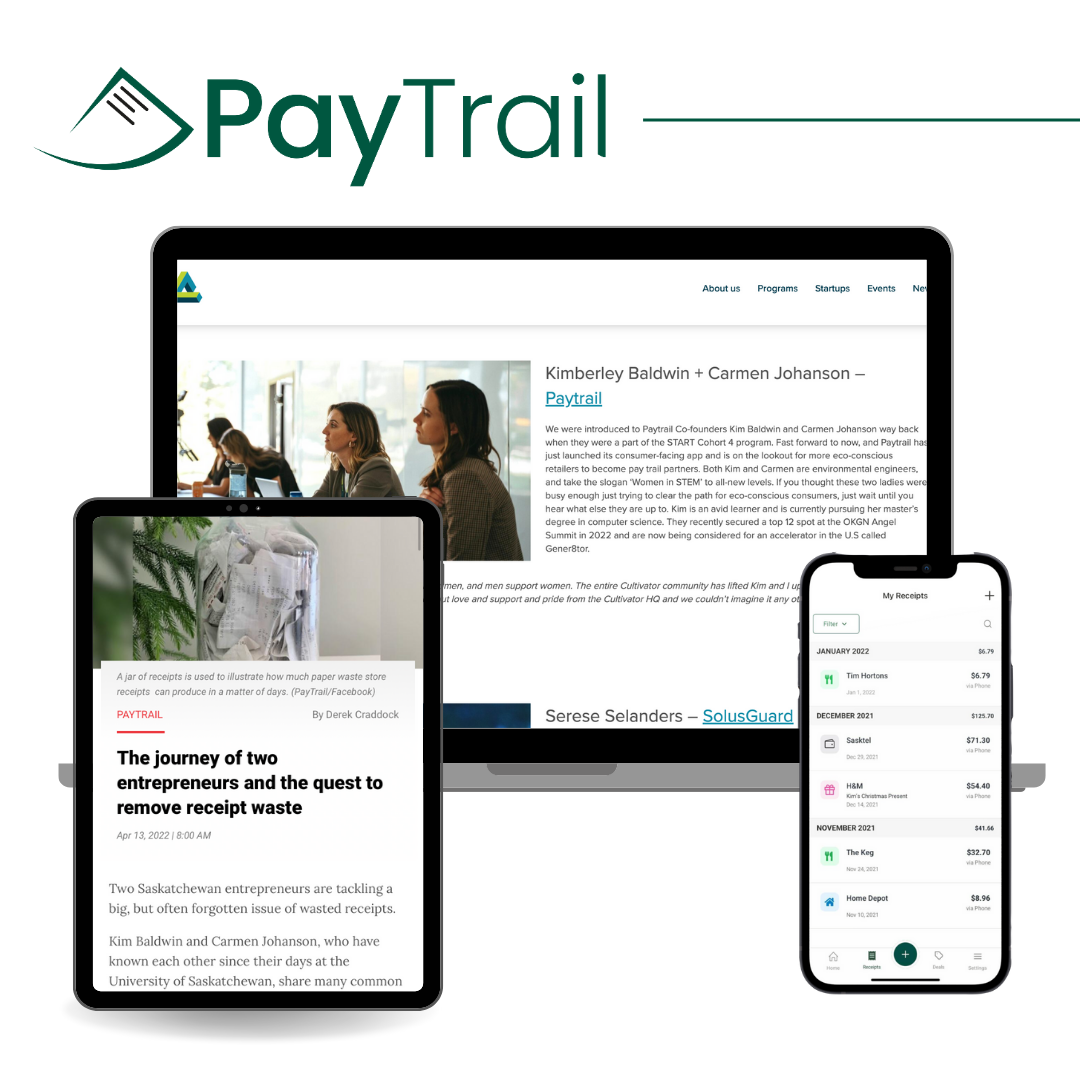 PayTrail
About us Programs Startups Events New
Kimberley Baldwin + Carmen Johanson –
Paytrail
We were introduced to Paytrail Co-founders Kim Baldwin and Carmen Johanson way back
when they were a part of the START Cohort 4 program. Fast forward to now, and Paytrail has
just launched its consumer-facing app and is on the lookout for more eco-conscious
retailers to become pay trail partners. Both Kim and Carmen are environmental engineers,
and take the slogan 'Women in STEM' to all-new levels. If you thought these two ladies were
busy enough just trying to clear the path for eco-conscious consumers, just wait until you
hear what else they are up to. Kim is an avid learner and is currently pursuing her master's
degree in computer science. They recently secured a top 12 spot at the OKGN Angel
Summit in 2022 and are now being considered for an accelerator in the U.S called
Gener8tor.
men, and men support women. The entire Cultivator community has lifted Kim and I up
ut love and support and pride from the Cultivator HQ and we couldn't imagine it any ot
Serese Selanders – SolusGuard
A jar of receipts is used to illustrate how much paper waste store
receipts can produce in a matter of days. (PayTrail/Facebook)
PAYTRAIL By Derek Craddock
The journey of two
entrepreneurs and the quest to
remove receipt waste
Apr 13, 2022 | 8:00 AM
Two Saskatchewan entrepreneurs are tackling a
big, but often forgotten issue of wasted receipts.
Kim Baldwin and Carmen Johanson, who have
known each other since their days at the
University of Saskatchewan, share many common
My Receipts +
Filter
JANUARY 2022 $6.79
Tim Hortons $6.79
via Phone
Jan 1, 2022
DECEMBER 2021 $125.70
Sasktel $71.30
via Phone
Dec 29, 2021
H&M $54.40
Kim's Christmas Present via Phone
Dec 14, 2021
NOVEMBER 2021 $41.66
The Keg $32.70
via Phone
Nov 24, 2021
Home Depot $8.96
via Phone
Nov 10, 2021
+
Home Receipts Deals Settings